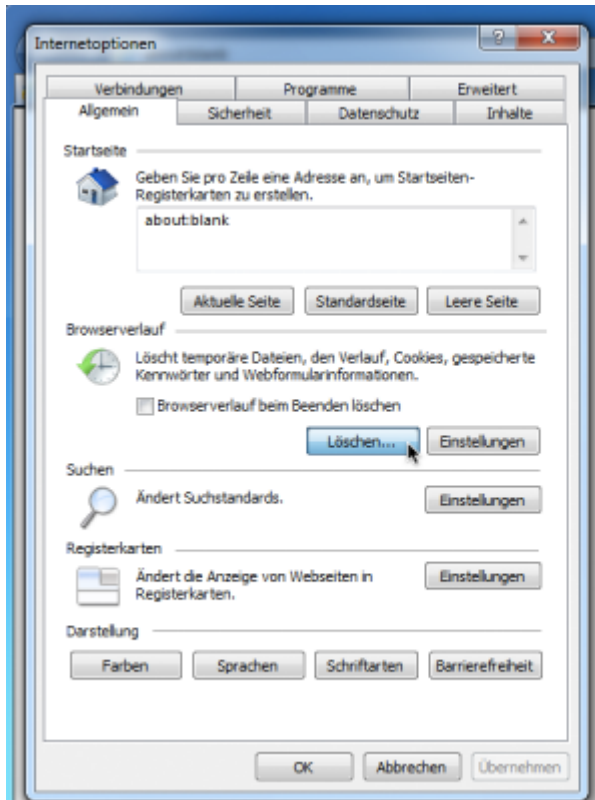 Internetoptionen
Verbindungen Programme Erweitert
Allgemein Sicherheit Datenschutz Inhalte
Startseite
Geben Sie pro Zeile eine Adresse an, um Startseiten-
Registerkarten zu erstellen.
about:blank
Aktuelle Seite Standardseite Leere Seite
Browserverlauf
Löscht temporäre Dateien, den Verlauf, Cookies, gespeicherte
Kennwörter und Webformularinformationen.
Browserverlauf beim Beenden löschen
Löschen... Einstellungen
Suchen
Ändert Suchstandards.
Einstellungen
Registerkarten
Ändert die Anzeige von Webseiten in
Registerkarten.
Einstellungen
Darstellung
Farben Sprachen Schriftarten Barrierefreiheit
OK Abbrechen Übernehmen